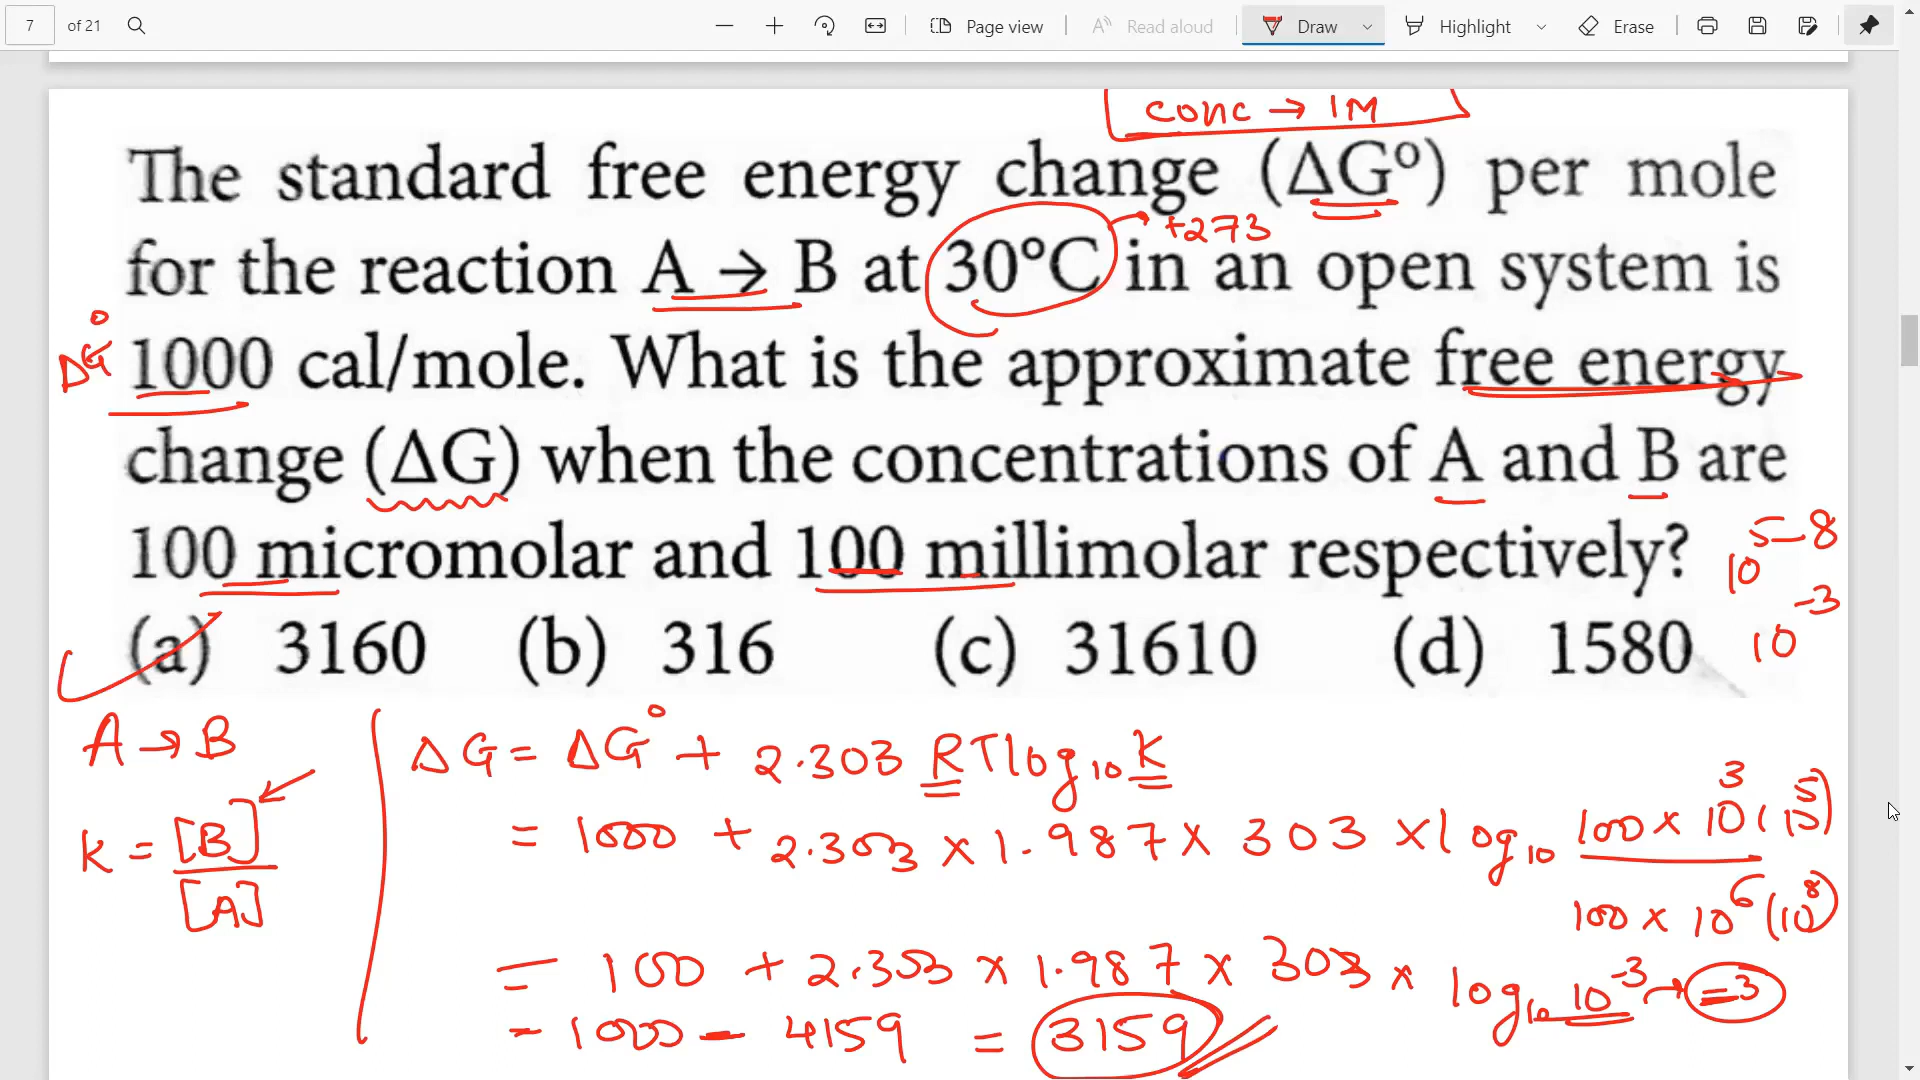 7 of 21 Page view Read aloud Draw Highlight Erase
conc → 1M
The standard free energy change (ΔG°) per mole
+273
for the reaction A → B at 30°C in an open system is
ΔG° 1000 cal/mole. What is the approximate free energy
change (ΔG) when the concentrations of A and B are
100 micromolar and 100 millimolar respectively?
10^5-8
10^-3
(a) 3160 (b) 316 (c) 31610 (d) 1580
A → B
K = [B]/[A]
ΔG = ΔG° + 2.303 RT log10 K
= 1000 + 2.303 × 1.987 × 303 × log10 100 × 10^3 (10^5) / 100 × 10^6 (10^8)
= 100 + 2.303 × 1.987 × 303 × log10 10^-3 → =3
= 1000 - 4159 = 3159